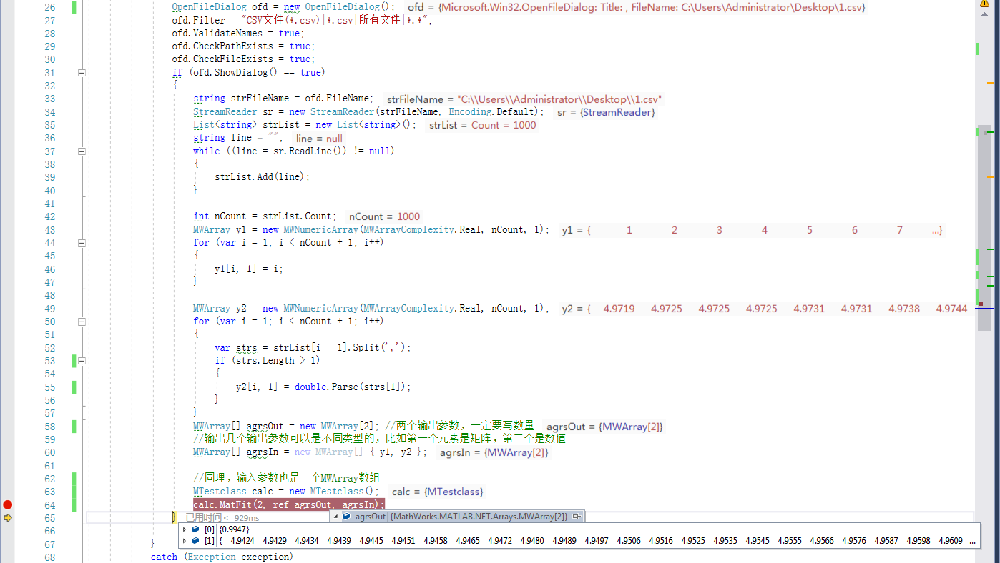 26 OpenFileDialog ofd = new OpenFileDialog(); ofd = {Microsoft.Win32.OpenFileDialog: Title: , FileName: C:\Users\Administrator\Desktop\1.csv}
27 ofd.Filter = "CSV文件(*.csv)|*.csv|所有文件|*.*";
28 ofd.ValidateNames = true;
29 ofd.CheckPathExists = true;
30 ofd.CheckFileExists = true;
31 if (ofd.ShowDialog() == true)
32 {
33 string strFileName = ofd.FileName; strFileName = "C:\\Users\\Administrator\\Desktop\\1.csv"
34 StreamReader sr = new StreamReader(strFileName, Encoding.Default); sr = {StreamReader}
35 List<string> strList = new List<string>(); strList = Count = 1000
36 string line = ""; line = null
37 while ((line = sr.ReadLine()) != null)
38 {
39 strList.Add(line);
40 }
41
42 int nCount = strList.Count; nCount = 1000
43 MWArray y1 = new MWNumericArray(MWArrayComplexity.Real, nCount, 1); y1 = { 1 2 3 4 5 6 7 ...}
44 for (var i = 1; i < nCount + 1; i++)
45 {
46 y1[i, 1] = i;
47 }
48
49 MWArray y2 = new MWNumericArray(MWArrayComplexity.Real, nCount, 1); y2 = { 4.9719 4.9725 4.9725 4.9725 4.9731 4.9731 4.9738 4.9744
50 for (var i = 1; i < nCount + 1; i++)
51 {
52 var strs = strList[i - 1].Split(',');
53 if (strs.Length > 1)
54 {
55 y2[i, 1] = double.Parse(strs[1]);
56 }
57 }
58 MWArray[] agrsOut = new MWArray[2]; //两个输出参数，一定要写数量 agrsOut = {MWArray[2]}
59 //输出几个输出参数可以是不同类型的，比如第一个元素是矩阵，第二个是数值
60 MWArray[] agrsIn = new MWArray[] { y1, y2 }; agrsIn = {MWArray[2]}
61
62 //同理，输入参数也是一个MWArray数组
63 MTestclass calc = new MTestclass(); calc = {MTestclass}
64 calc.MatFit(2, ref agrsOut, agrsIn);
65 } 已用时间 <= 929ms agrsOut {MathWorks.MATLAB.NET.Arrays.MWArray[2]}
66 [0] {0.9947}
67 } [1] { 4.9424 4.9429 4.9434 4.9439 4.9445 4.9451 4.9458 4.9465 4.9472 4.9480 4.9489 4.9497 4.9506 4.9516 4.9525 4.9535 4.9545 4.9555 4.9566 4.9576 4.9587 4.9598 4.9609 ...
68 catch (Exception exception)